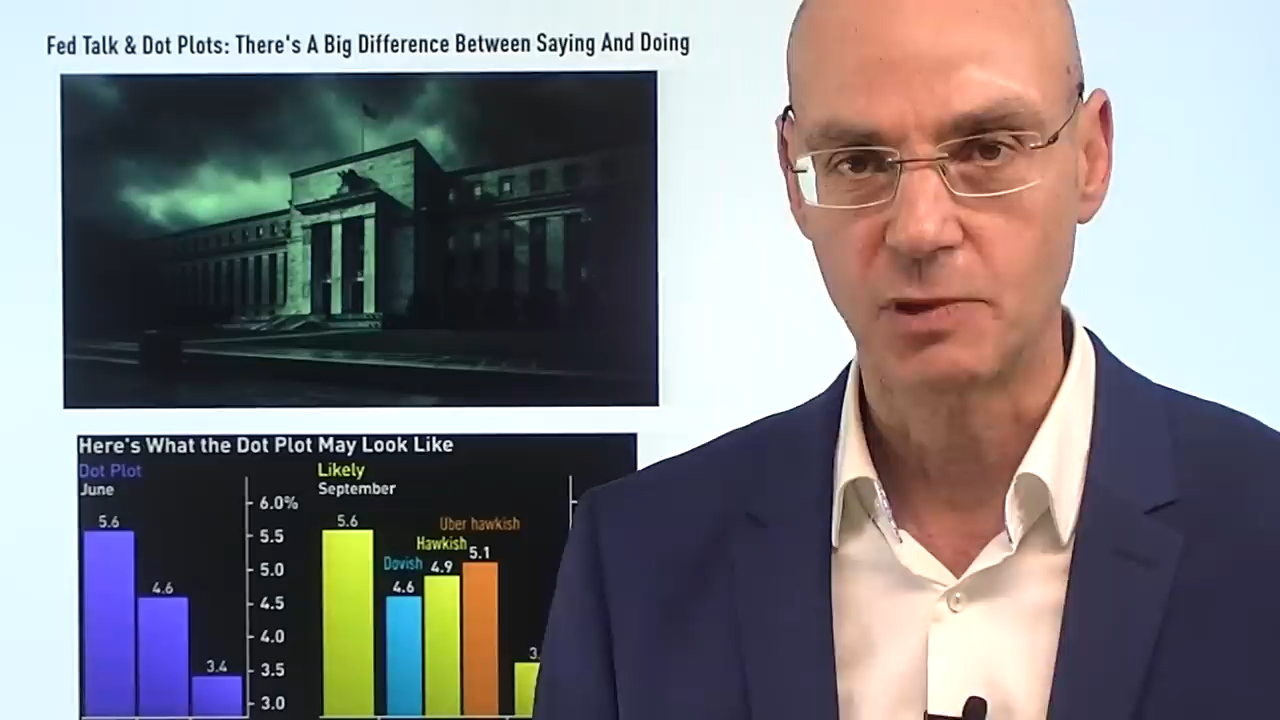 Fed Talk & Dot Plots: There's A Big Difference Between Saying And Doing
Here's What the Dot Plot May Look Like
Dot Plot
June
5.6
4.6
3.4
6.0%
5.5
5.0
4.5
4.0
3.5
3.0
Likely
September
5.6
Dovish
4.6
Hawkish
4.9
Uber hawkish
5.1
3.